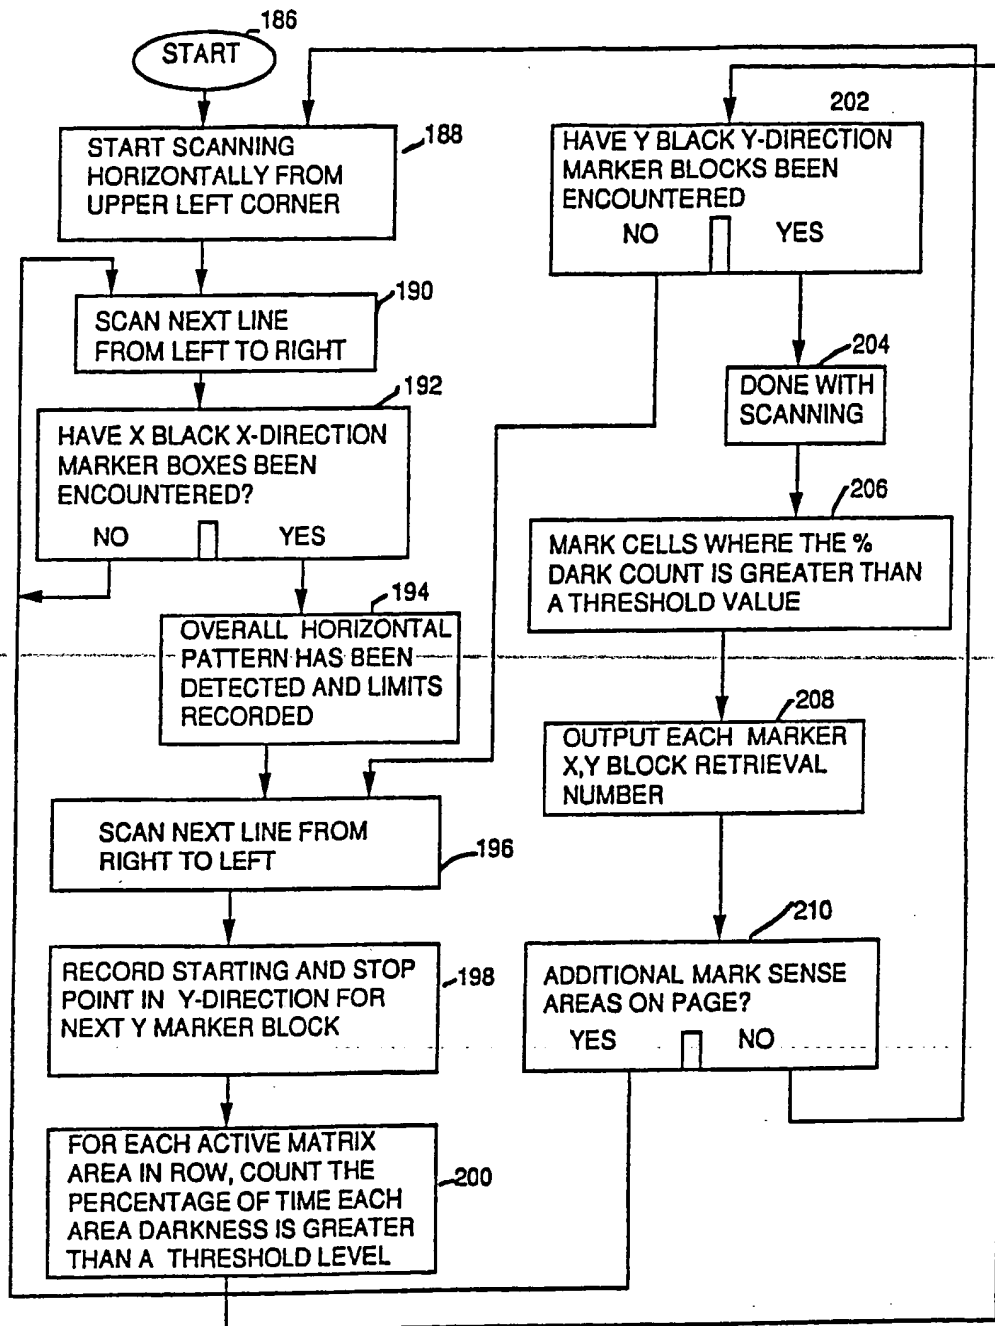 186
START
188
START SCANNING
HORIZONTALLY FROM
UPPER LEFT CORNER
190
SCAN NEXT LINE
FROM LEFT TO RIGHT
192
HAVE X BLACK X-DIRECTION
MARKER BOXES BEEN
ENCOUNTERED?
NO YES
194
OVERALL HORIZONTAL
PATTERN HAS BEEN
DETECTED AND LIMITS
RECORDED
SCAN NEXT LINE FROM
RIGHT TO LEFT
196
RECORD STARTING AND STOP
POINT IN Y-DIRECTION FOR
NEXT Y MARKER BLOCK
198
FOR EACH ACTIVE MATRIX
AREA IN ROW, COUNT THE
PERCENTAGE OF TIME EACH
AREA DARKNESS IS GREATER
THAN A THRESHOLD LEVEL
200
202
HAVE Y BLACK Y-DIRECTION
MARKER BLOCKS BEEN
ENCOUNTERED
NO YES
204
DONE WITH
SCANNING
206
MARK CELLS WHERE THE %
DARK COUNT IS GREATER THAN
A THRESHOLD VALUE
208
OUTPUT EACH MARKER
X,Y BLOCK RETRIEVAL
NUMBER
210
ADDITIONAL MARK SENSE
AREAS ON PAGE?
YES NO